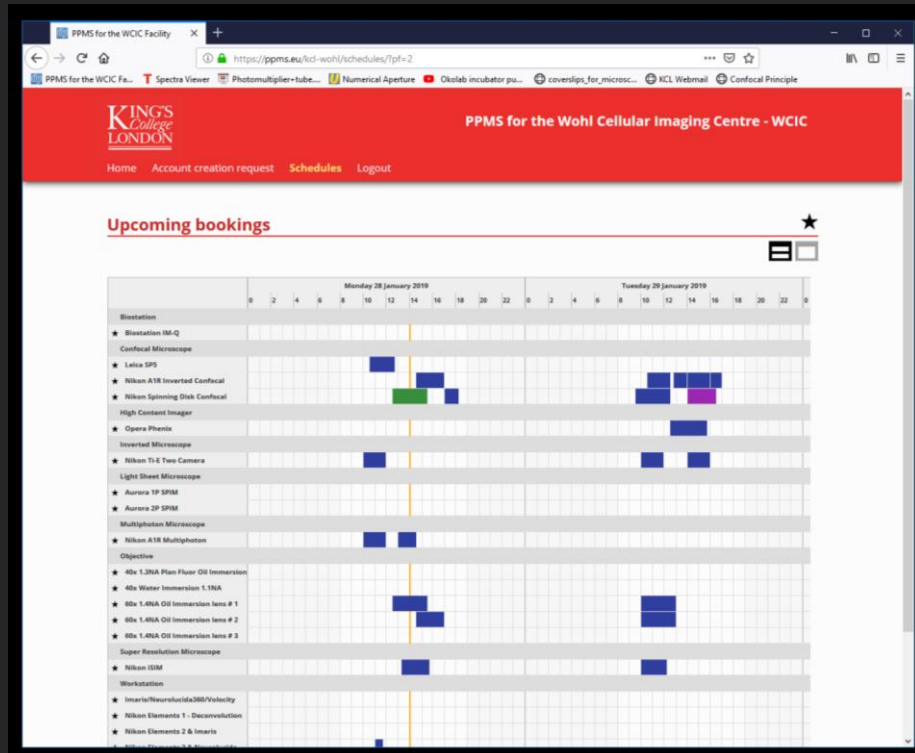 PPMS for the WCIC Facility
https://ppms.eu/kcl-wohl/schedules/?pf=2
PPMS for the WCIC Fa... Spectra Viewer Photomultiplier+tube.... Numerical Aperture Okolab incubator pu... coverslips_for_microsc... KCL Webmail Confocal Principle
KING'S
College
LONDON
PPMS for the Wohl Cellular Imaging Centre - WCIC
Home Account creation request Schedules Logout
Upcoming bookings
Monday 28 January 2019 Tuesday 29 January 2019
0 2 4 6 8 10 12 14 16 18 20 22 0 2 4 6 8 10 12 14 16 18 20 22 0
Biostation
Biostation IM-Q
Confocal Microscope
Leica SP5
Nikon A1R Inverted Confocal
Nikon Spinning Disk Confocal
High Content Imager
Opera Phenix
Inverted Microscope
Nikon Ti-E Two Camera
Light Sheet Microscope
Aurora 1P SPIM
Aurora 2P SPIM
Multiphoton Microscope
Nikon A1R Multiphoton
Objective
40x 1.3NA Plan Fluor Oil Immersion
40x Water Immersion 1.1NA
60x 1.4NA Oil Immersion lens # 1
60x 1.4NA Oil Immersion lens # 2
60x 1.4NA Oil Immersion lens # 3
Super Resolution Microscope
Nikon iSIM
Workstation
Imaris/Neurolucida360/Volocity
Nikon Elements 1 - Deconvolution
Nikon Elements 2 & Imaris